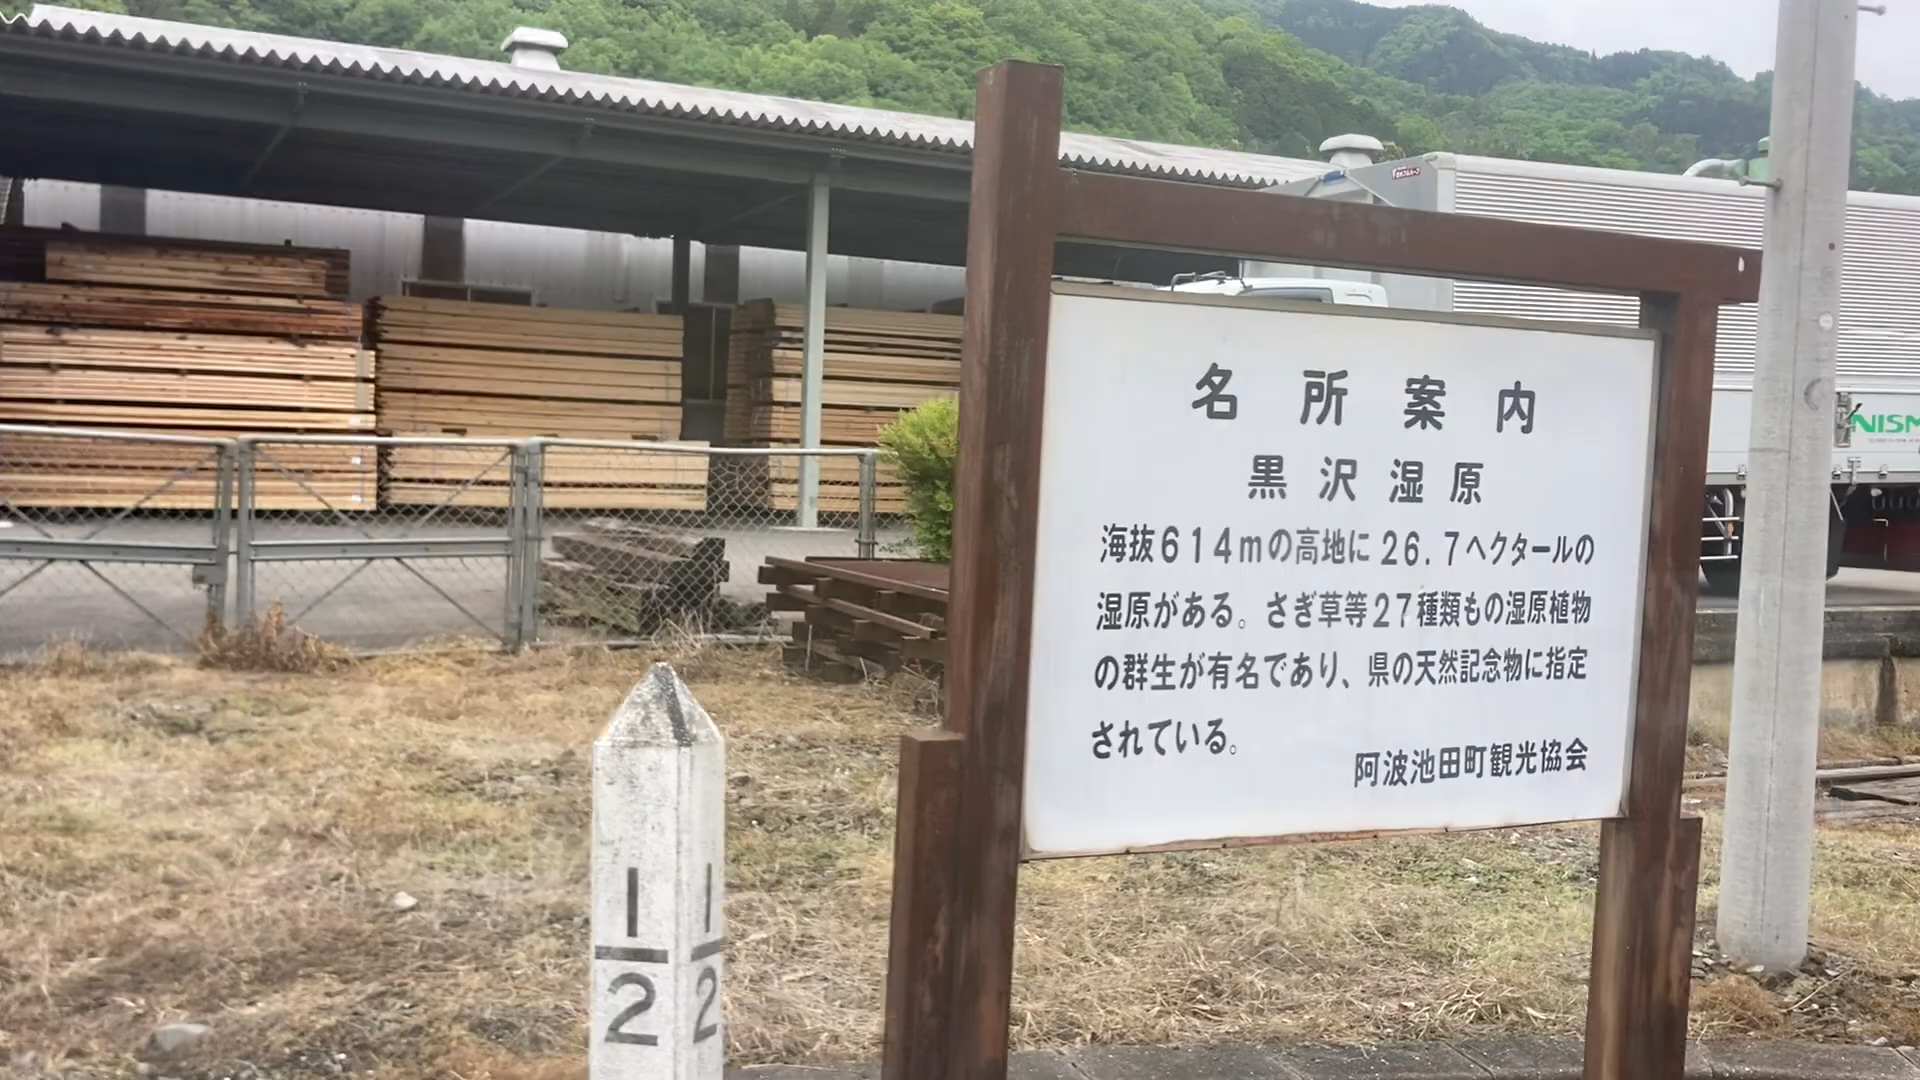 名所案内
黒沢湿原
海抜614mの高地に26.7ヘクタールの
湿原がある。さぎ草等27種類もの湿原植物
の群生が有名であり、県の天然記念物に指定
されている。
阿波池田町観光協会
1/2
1/2
NISM